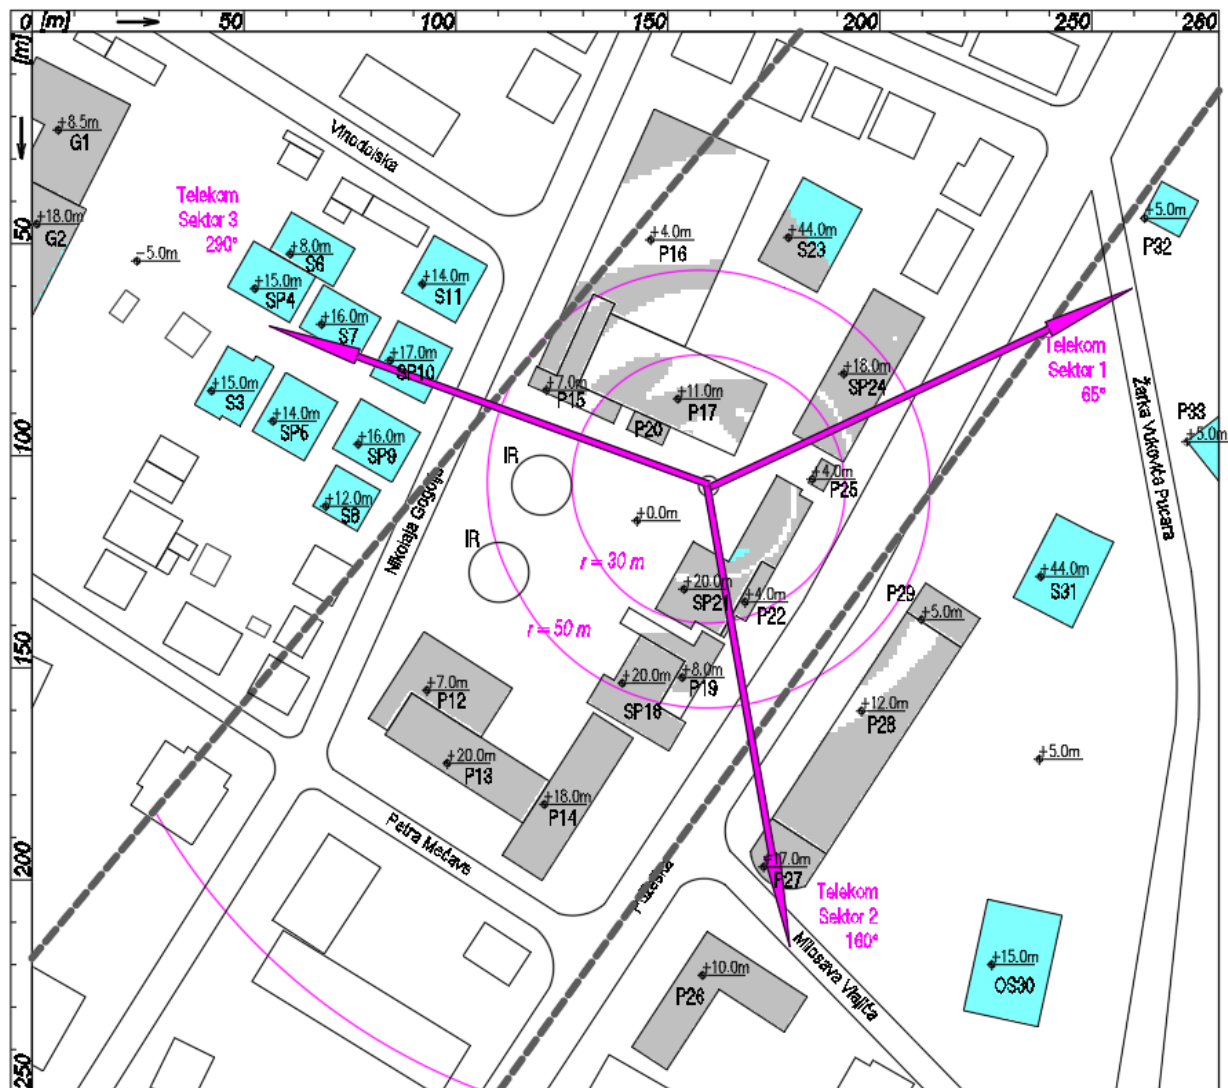 0 [m] 50 100 150 200 250 260
[m]
50
100
150
200
250
+8.5m
G1
+18.0m
G2
-5.0m
Vinodolska
Telekom
Sektor 3
290°
+8.0m
S6
+15.0m
SP4
+14.0m
S11
+16.0m
S7
+17.0m
SP10
+15.0m
S3
+14.0m
+16.0m
SP9
+12.0m
S8
Nikolaja Gogolja
+4.0m
P16
+44.0m
S23
+5.0m
P32
+7.0m
P15
+11.0m
P17
P20
+18.0m
SP24
Telekom
Sektor 1
65°
Žarka Vukovića Pucara
P33
+5.0m
IR
IR
+4.0m
P25
+0.0m
r = 30 m
r = 50 m
+20.0m
SP21
+4.0m
P22
+44.0m
S31
P29
+5.0m
+20.0m
SP18
+8.0m
P19
+7.0m
P12
+20.0m
P13
+18.0m
P14
+12.0m
P28
+5.0m
Petra Mečave
+17.0m
P27
Telekom
Sektor 2
160°
Milosava Vlajića
+10.0m
P26
+15.0m
OS30